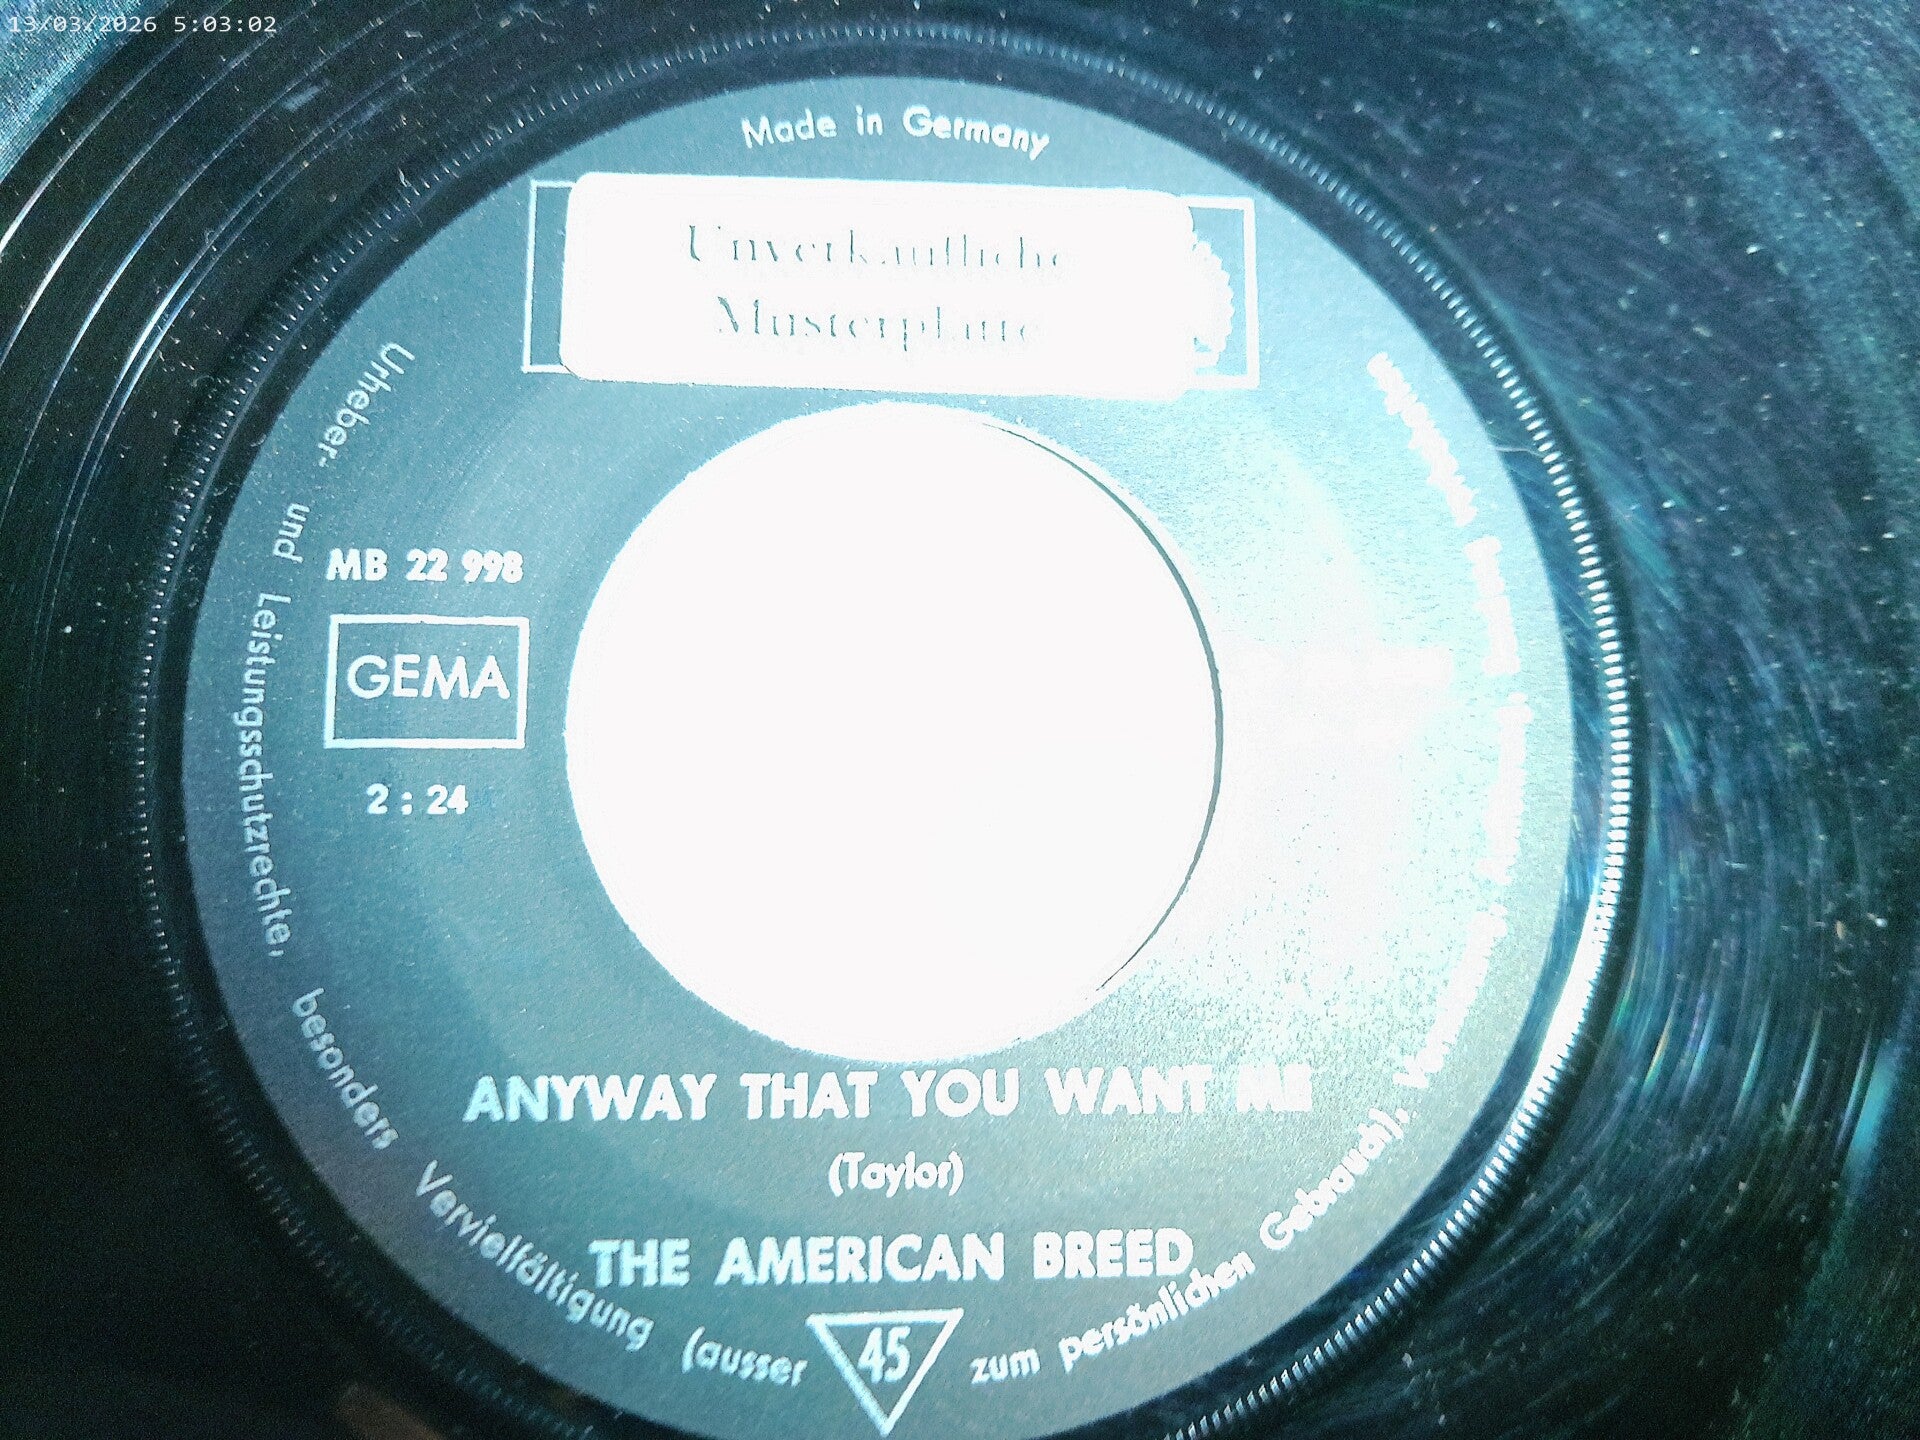 13/03/2026 5:03:02
Made in Germany
Unverkäufliche
Musterplatte
MB 22 998
GEMA
2 : 24
ANYWAY THAT YOU WANT ME
(Taylor)
THE AMERICAN BREED
45
Urheber- und Leistungsschutzrechte, besonders Vervielfältigung (ausser zum persönlichen Gebrauch),